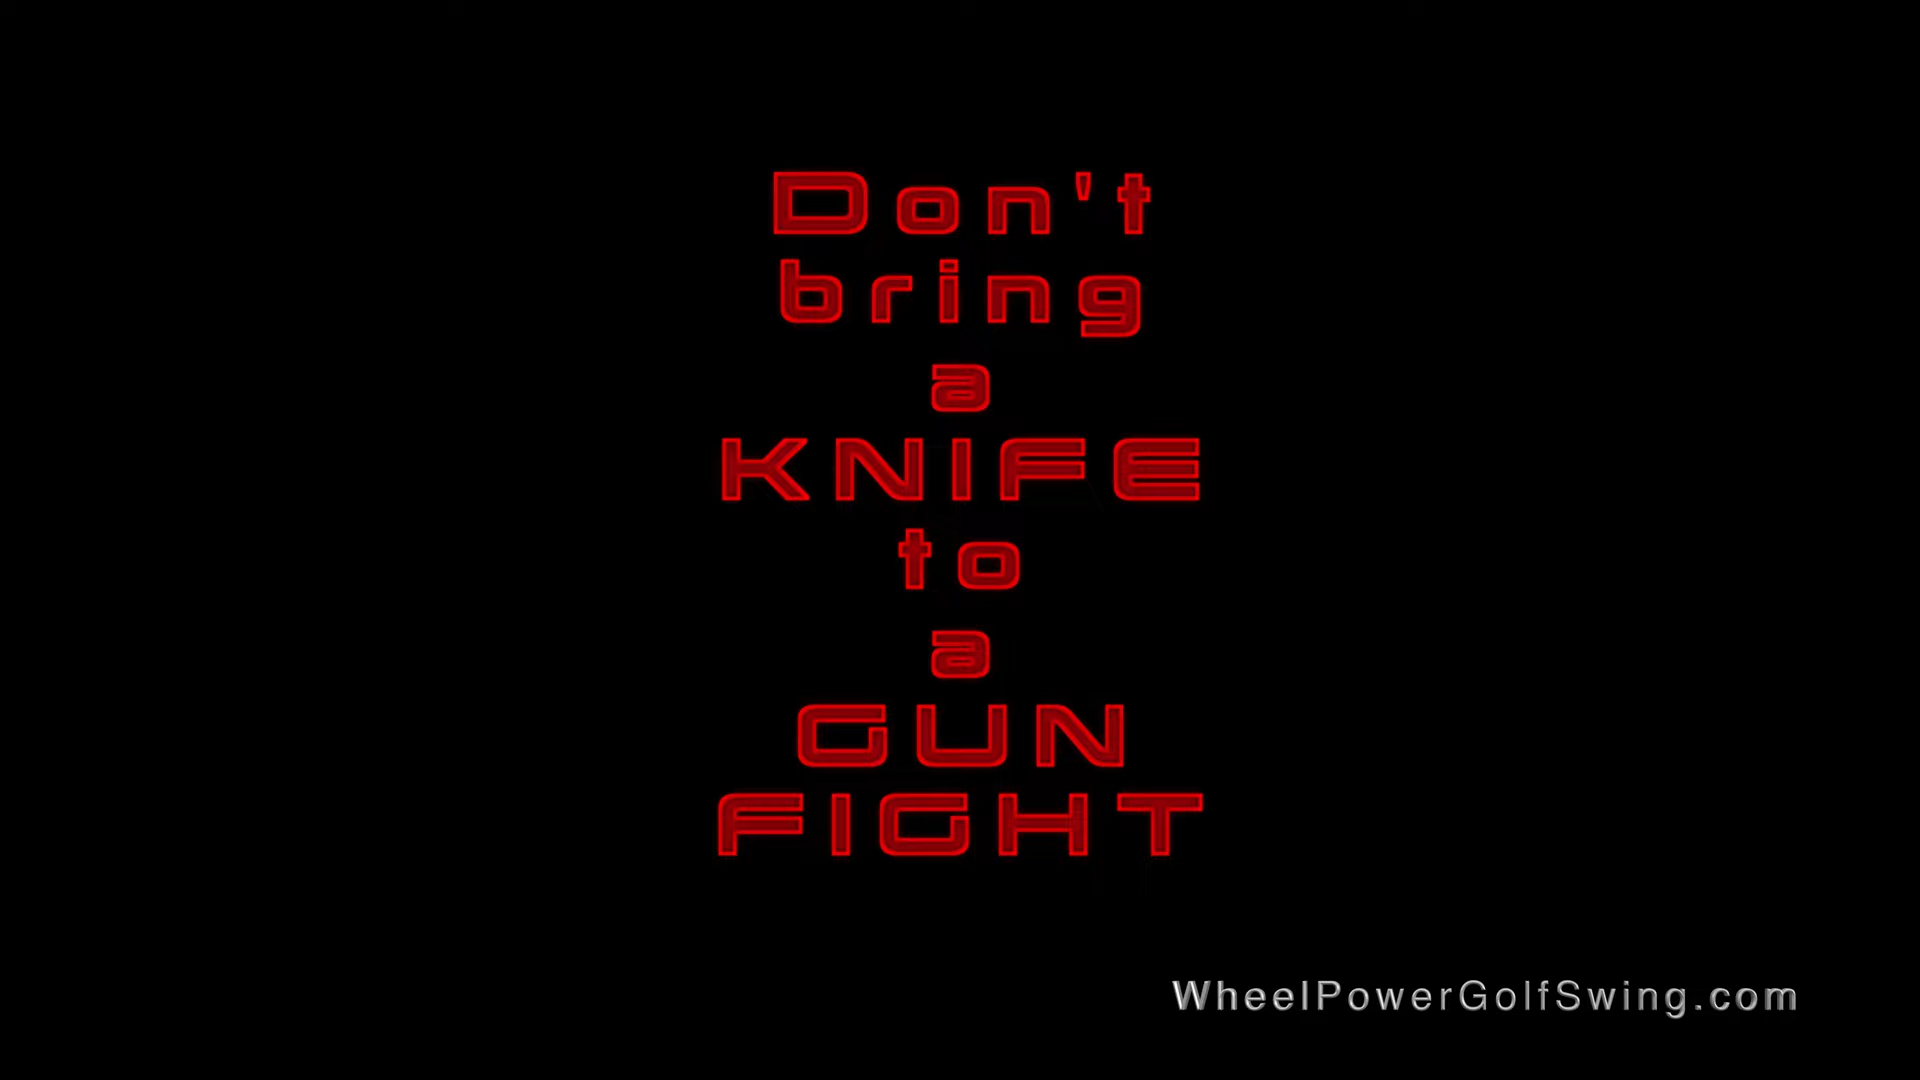 Don't
bring
a
KNIFE
to
a
GUN
FIGHT
WheelPowerGolfSwing.com